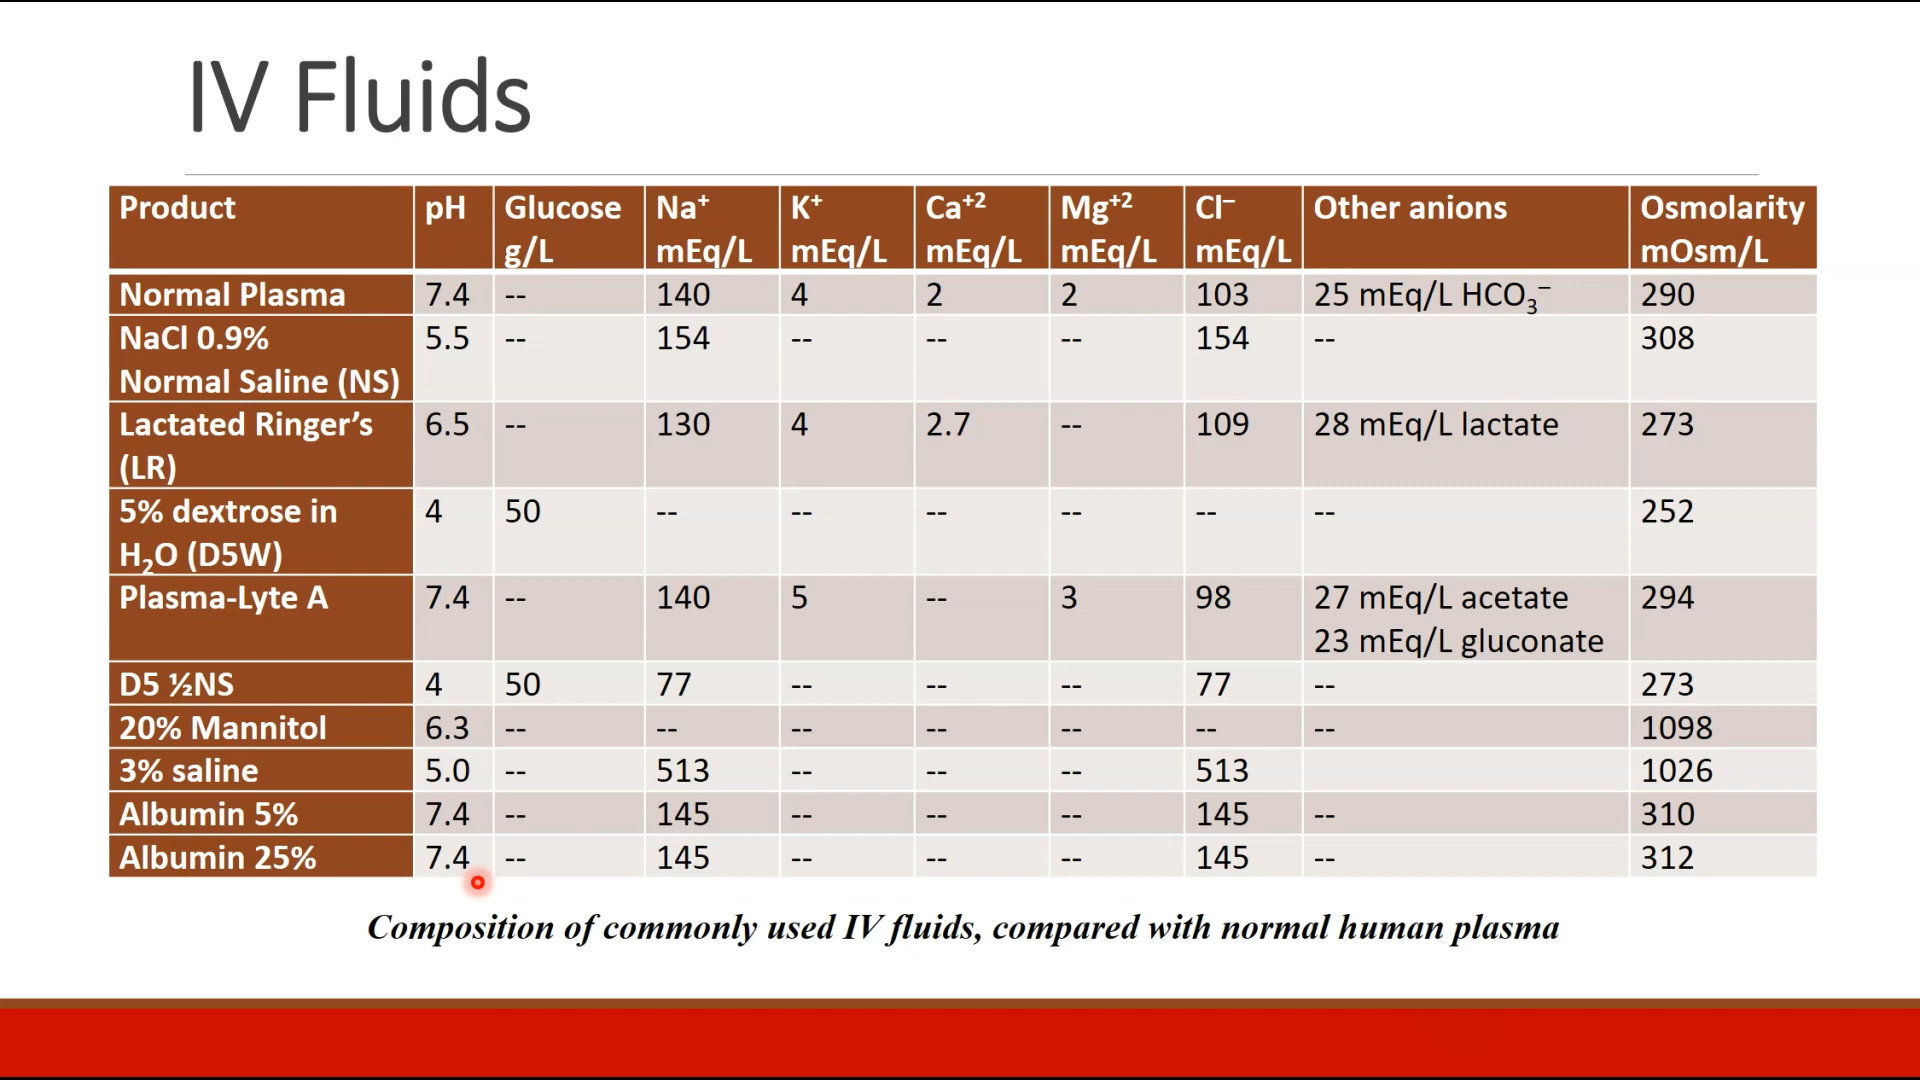 IV Fluids
Product pH Glucose g/L Na⁺ mEq/L K⁺ mEq/L Ca⁺² mEq/L Mg⁺² mEq/L Cl⁻ mEq/L Other anions Osmolarity mOsm/L
Normal Plasma 7.4 -- 140 4 2 2 103 25 mEq/L HCO₃⁻ 290
NaCl 0.9% Normal Saline (NS) 5.5 -- 154 -- -- -- 154 -- 308
Lactated Ringer’s (LR) 6.5 -- 130 4 2.7 -- 109 28 mEq/L lactate 273
5% dextrose in H₂O (D5W) 4 50 -- -- -- -- -- -- 252
Plasma-Lyte A 7.4 -- 140 5 -- 3 98 27 mEq/L acetate 23 mEq/L gluconate 294
D5 ½NS 4 50 77 -- -- -- 77 -- 273
20% Mannitol 6.3 -- -- -- -- -- -- -- 1098
3% saline 5.0 -- 513 -- -- -- 513 1026
Albumin 5% 7.4 -- 145 -- -- -- 145 -- 310
Albumin 25% 7.4 -- 145 -- -- -- 145 -- 312
Composition of commonly used IV fluids, compared with normal human plasma